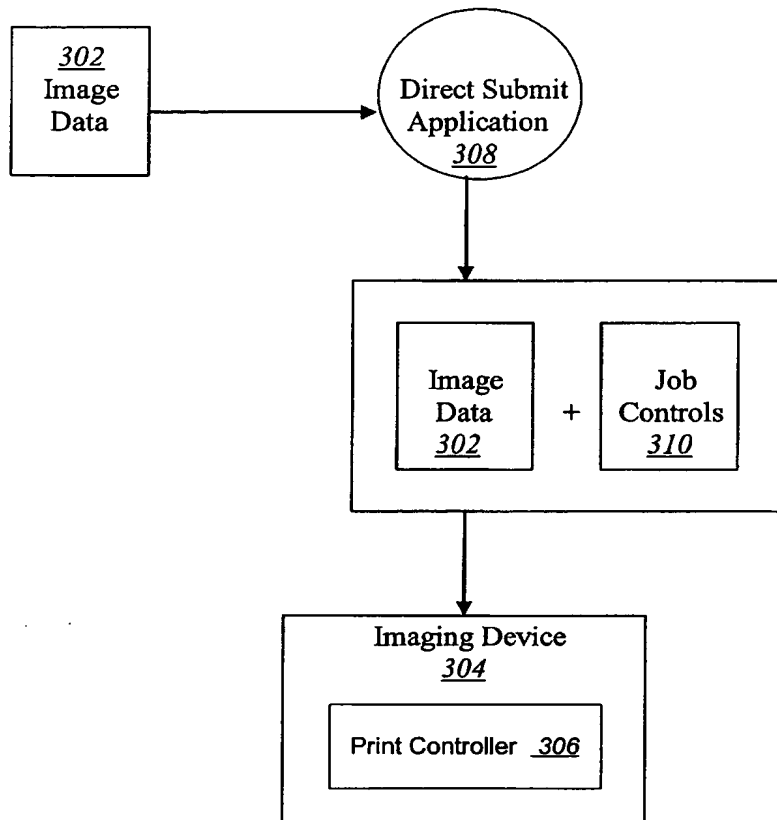 302
Image
Data
Direct Submit
Application
308
Image
Data
302
+
Job
Controls
310
Imaging Device
304
Print Controller 306